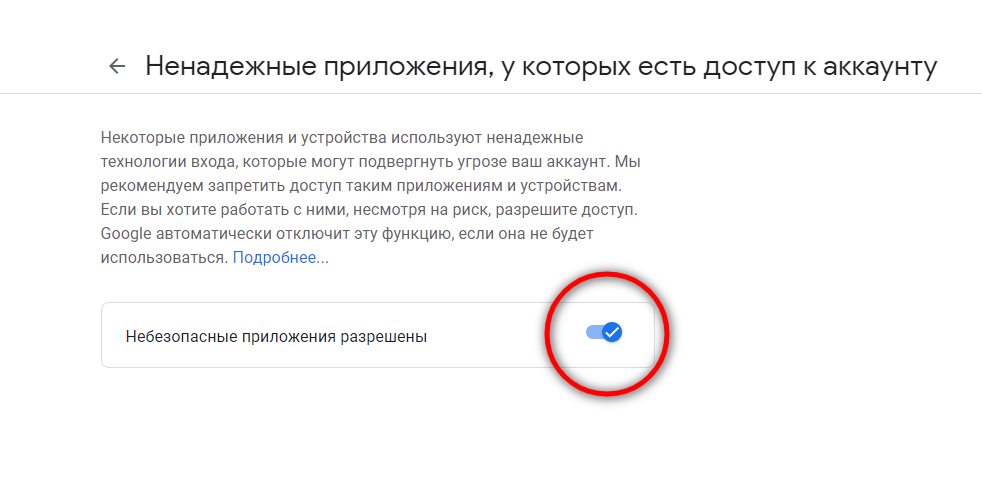 Ненадежные приложения, у которых есть доступ к аккаунту
Некоторые приложения и устройства используют ненадежные
технологии входа, которые могут подвергнуть угрозе ваш аккаунт. Мы
рекомендуем запретить доступ таким приложениям и устройствам.
Если вы хотите работать с ними, несмотря на риск, разрешите доступ.
Google автоматически отключит эту функцию, если она не будет
использоваться. Подробнее...
Небезопасные приложения разрешены